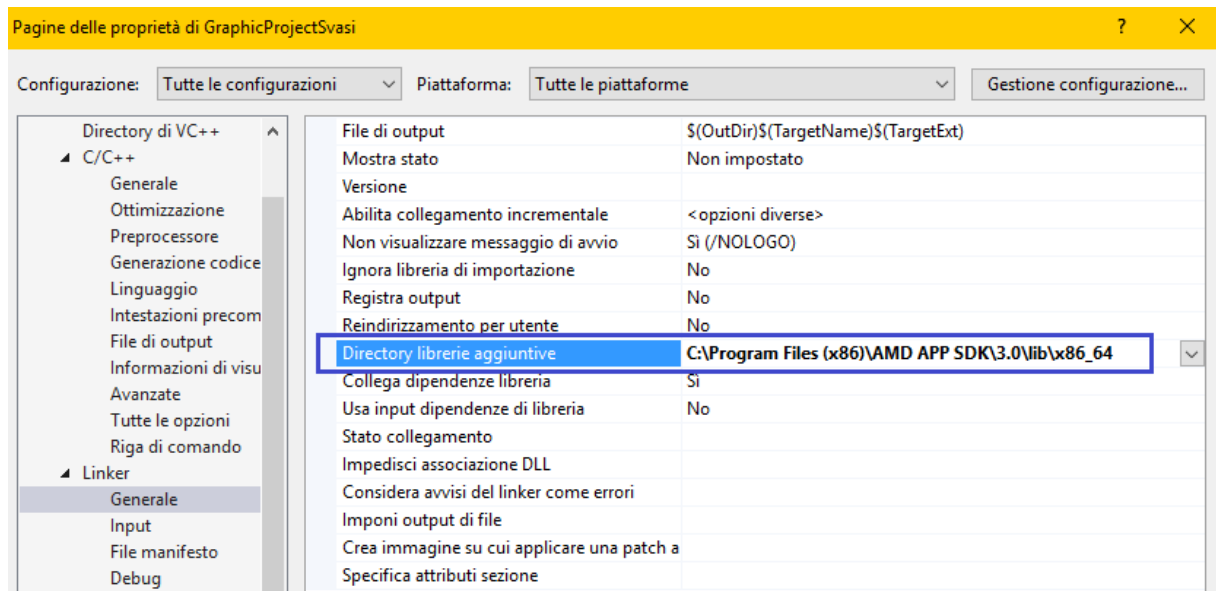 Pagine delle proprietà di GraphicProjectSvasi
?
Configurazione: Tutte le configurazioni Piattaforma: Tutte le piattaforme Gestione configurazione...
Directory di VC++
C/C++
Generale
Ottimizzazione
Preprocessore
Generazione codice
Linguaggio
Intestazioni precom
File di output
Informazioni di visu
Avanzate
Tutte le opzioni
Riga di comando
Linker
Generale
Input
File manifesto
Debug
File di output $(OutDir)$(TargetName)$(TargetExt)
Mostra stato Non impostato
Versione
Abilita collegamento incrementale <opzioni diverse>
Non visualizzare messaggio di avvio Sì (/NOLOGO)
Ignora libreria di importazione No
Registra output No
Reindirizzamento per utente No
Directory librerie aggiuntive C:\Program Files (x86)\AMD APP SDK\3.0\lib\x86_64
Collega dipendenze libreria Sì
Usa input dipendenze di libreria No
Stato collegamento
Impedisci associazione DLL
Considera avvisi del linker come errori
Imponi output di file
Crea immagine su cui applicare una patch a
Specifica attributi sezione